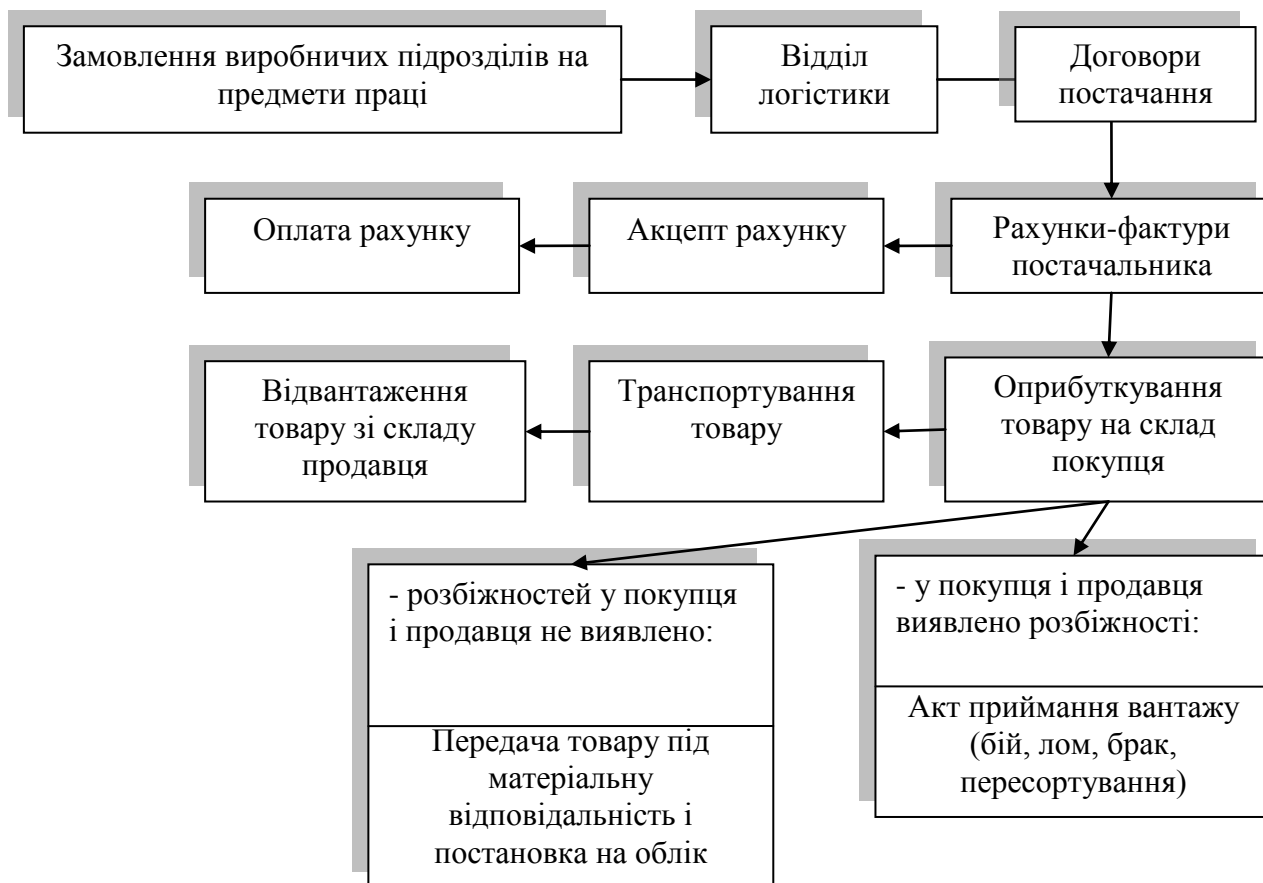 Замовлення виробничих підрозділів на
предмети праці
Відділ
логістики
Договори
постачання
Оплата рахунку
Акцепт рахунку
Рахунки-фактури
постачальника
Відвантаження
товару зі складу
продавця
Транспортування
товару
Оприбуткування
товару на склад
покупця
- розбіжностей у покупця
і продавця не виявлено:
Передача товару під
матеріальну
відповідальність і
постановка на облік
- у покупця і продавця
виявлено розбіжності:
Акт приймання вантажу
(бій, лом, брак,
пересортування)